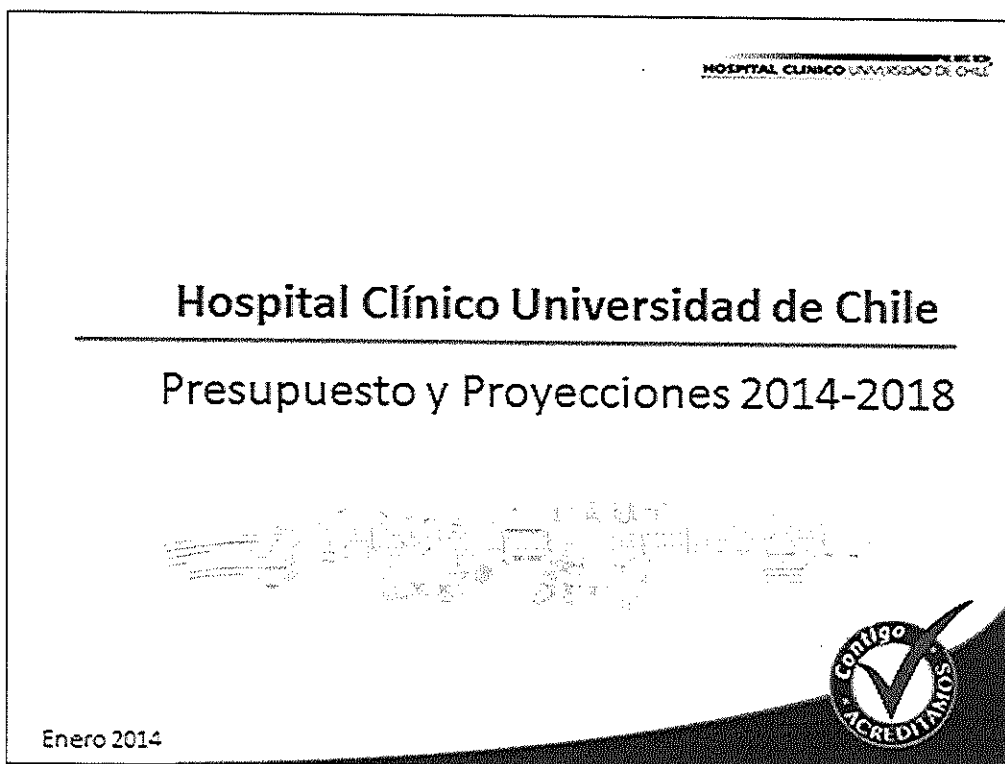 HOSPITAL CLINICO UNIVERSIDAD DE CHILE
Hospital Clínico Universidad de Chile
Presupuesto y Proyecciones 2014-2018
Contigo
ACREDITAMOS
Enero 2014